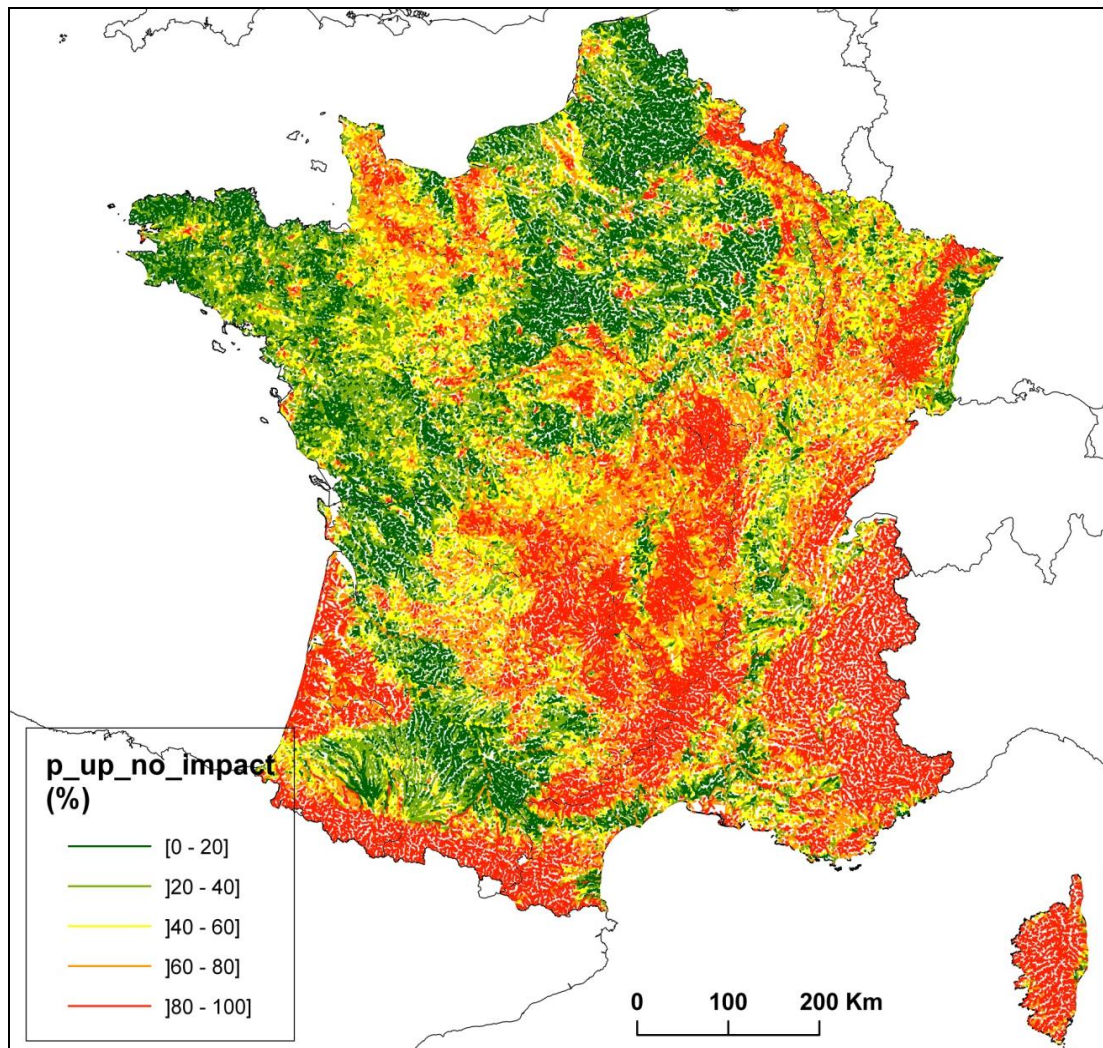 p_up_no_impact
(%)
[0 - 20]
]20 - 40]
]40 - 60]
]60 - 80]
]80 - 100]
0 100 200 Km